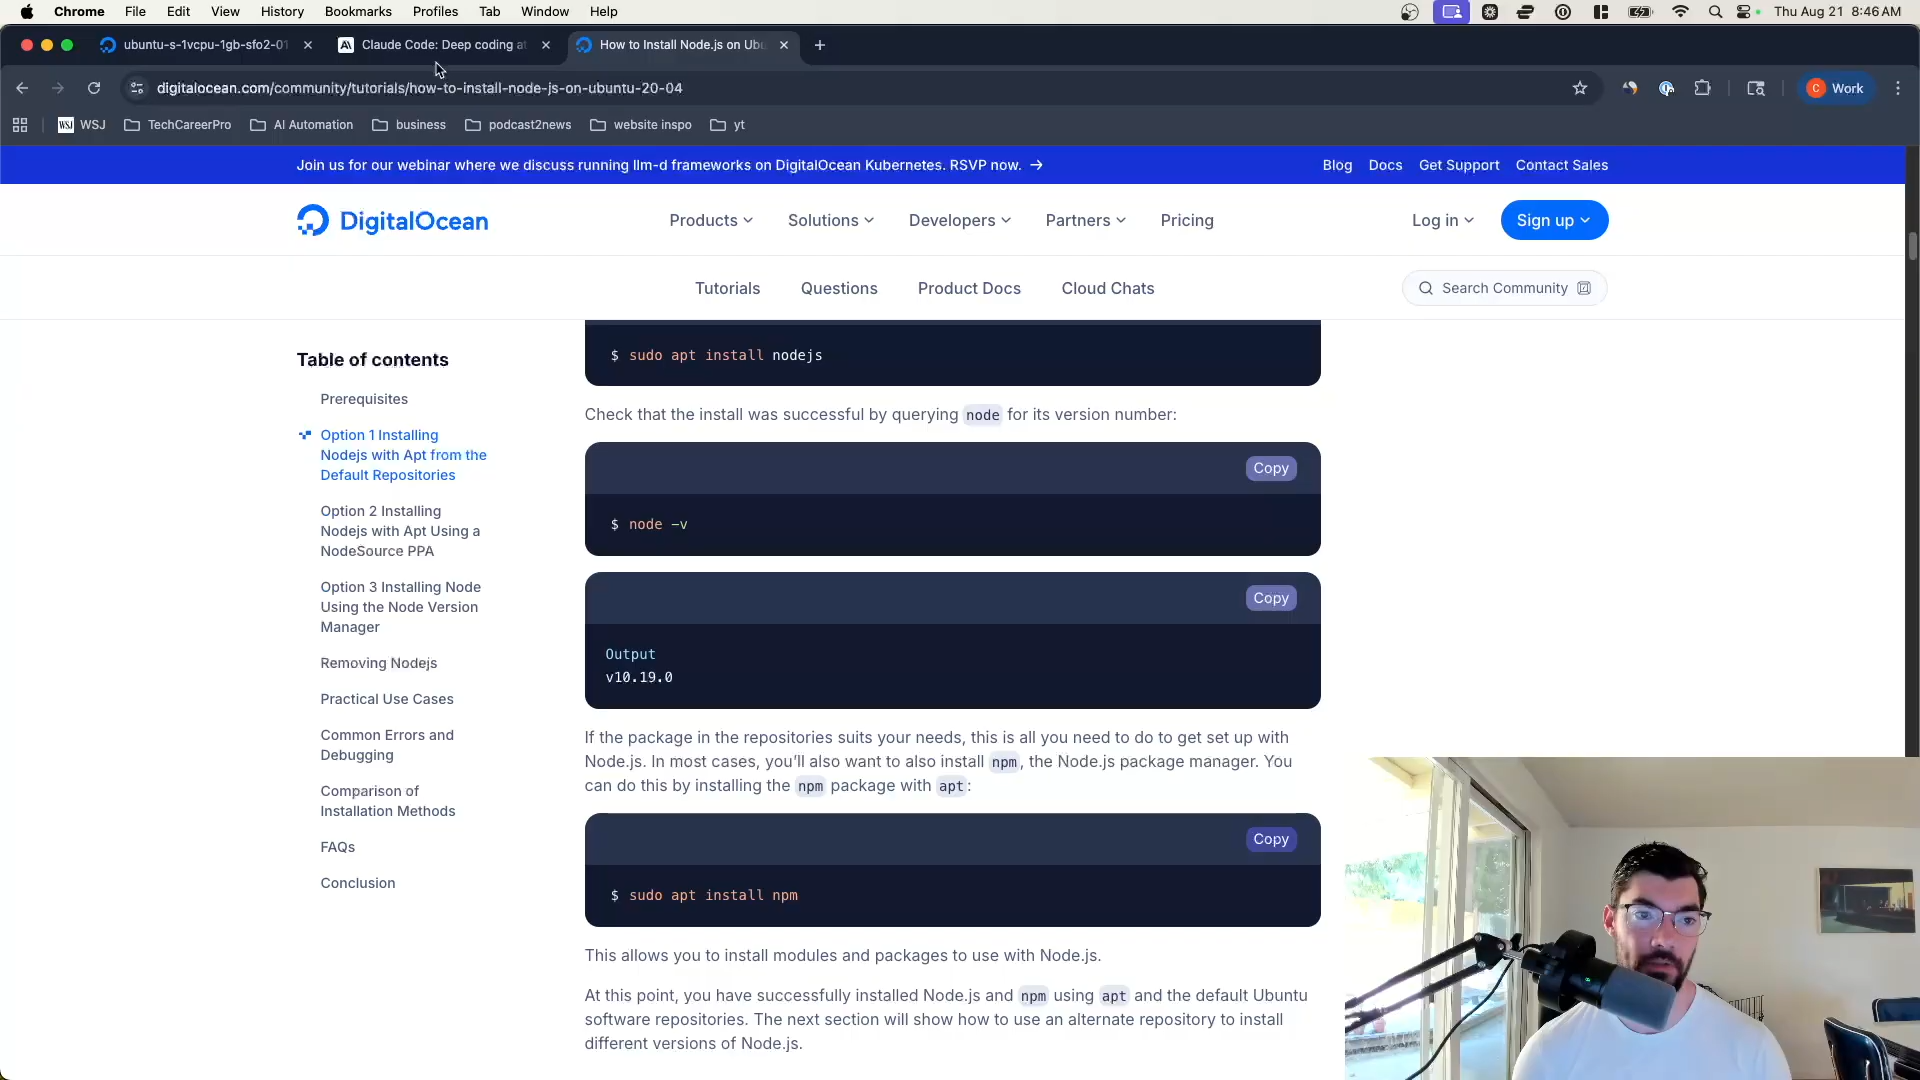 Chrome File Edit View History Bookmarks Profiles Tab Window Help
Thu Aug 21 8:46 AM
ubuntu-s-1vcpu-1gb-sfo2-01
Claude Code: Deep coding at
How to Install Node.js on Ubu
digitalocean.com/community/tutorials/how-to-install-node-js-on-ubuntu-20-04
C Work
WSJ WSJ TechCareerPro AI Automation business podcast2news website inspo yt
Join us for our webinar where we discuss running llm-d frameworks on DigitalOcean Kubernetes. RSVP now. →
Blog Docs Get Support Contact Sales
DigitalOcean
Products Solutions Developers Partners Pricing
Log in Sign up
Tutorials Questions Product Docs Cloud Chats
Search Community /
Table of contents
Prerequisites
Option 1 Installing
Nodejs with Apt from the
Default Repositories
Option 2 Installing
Nodejs with Apt Using a
NodeSource PPA
Option 3 Installing Node
Using the Node Version
Manager
Removing Nodejs
Practical Use Cases
Common Errors and
Debugging
Comparison of
Installation Methods
FAQs
Conclusion
$ sudo apt install nodejs
Check that the install was successful by querying node for its version number:
Copy
$ node -v
Copy
Output
v10.19.0
If the package in the repositories suits your needs, this is all you need to do to get set up with
Node.js. In most cases, you'll also want to also install npm, the Node.js package manager. You
can do this by installing the npm package with apt:
Copy
$ sudo apt install npm
This allows you to install modules and packages to use with Node.js.
At this point, you have successfully installed Node.js and npm using apt and the default Ubuntu
software repositories. The next section will show how to use an alternate repository to install
different versions of Node.js.